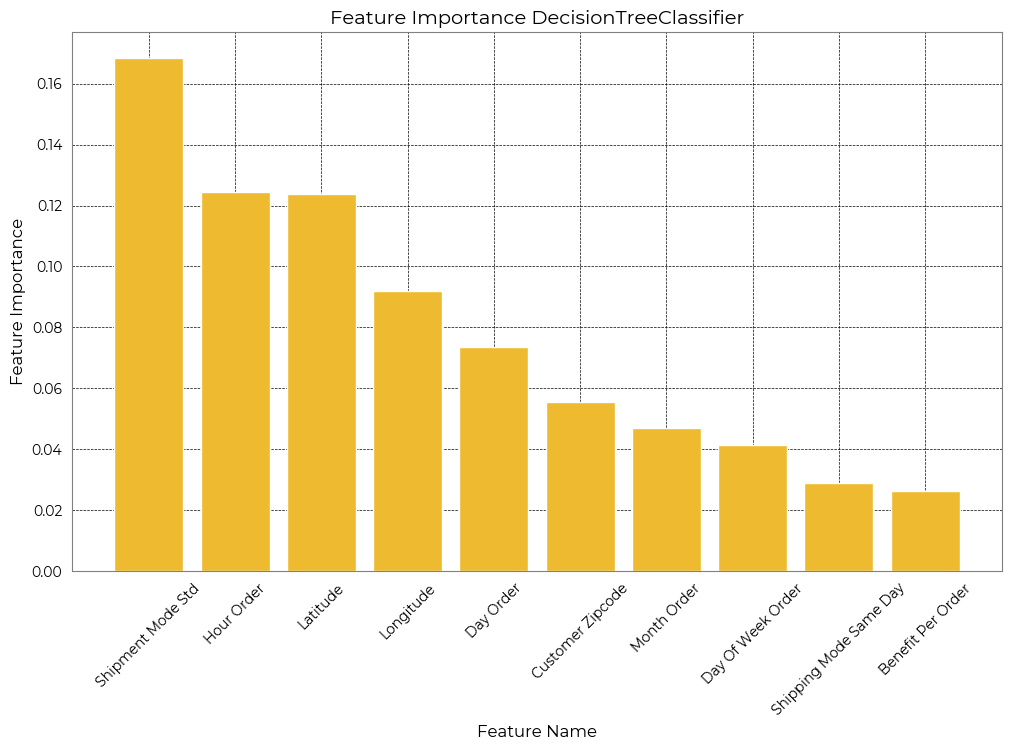 Feature Importance DecisionTreeClassifier
Feature Importance
0.16
0.14
0.12
0.10
0.08
0.06
0.04
0.02
0.00
Shipment Mode Std
Hour Order
Latitude
Longitude
Day Order
Customer Zipcode
Month Order
Day Of Week Order
Shipping Mode Same Day
Benefit Per Order
Feature Name